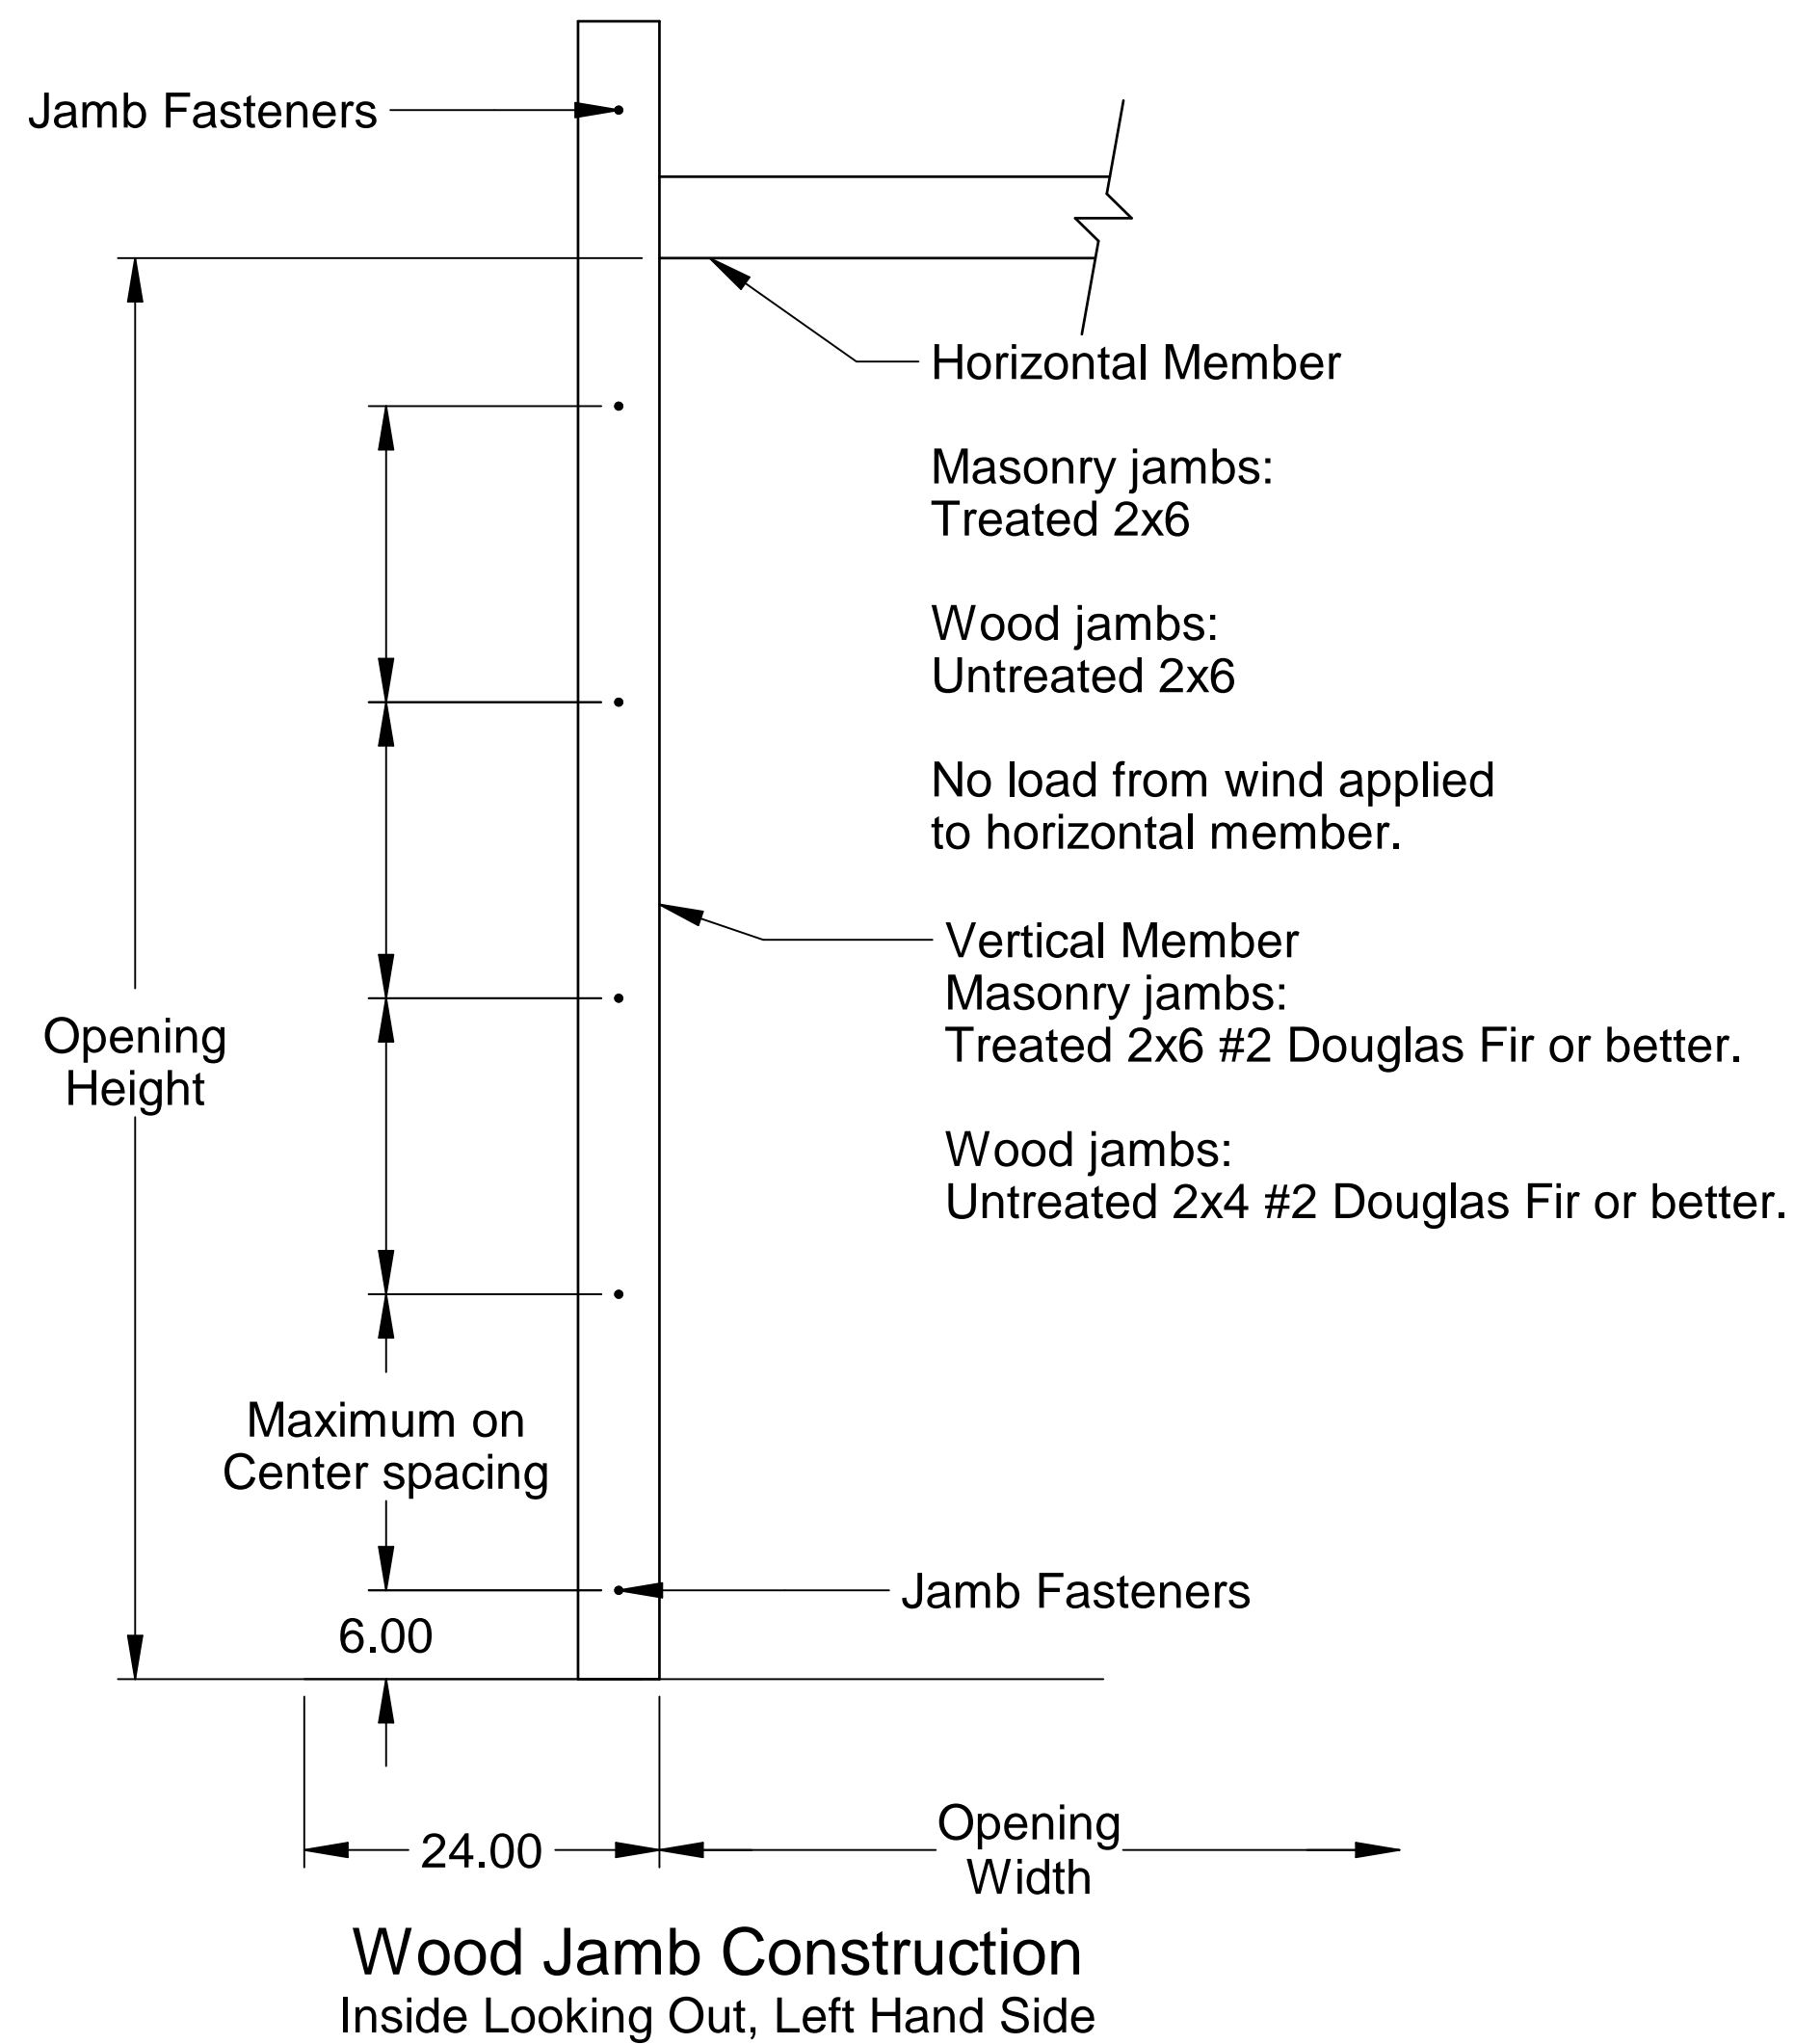 Jamb Fasteners
Horizontal Member
Masonry jambs:
Treated 2x6
Wood jambs:
Untreated 2x6
No load from wind applied
to horizontal member.
Vertical Member
Masonry jambs:
Treated 2x6 #2 Douglas Fir or better.
Wood jambs:
Untreated 2x4 #2 Douglas Fir or better.
Opening
Height
Maximum on
Center spacing
Jamb Fasteners
6.00
24.00
Opening
Width
Wood Jamb Construction
Inside Looking Out, Left Hand Side